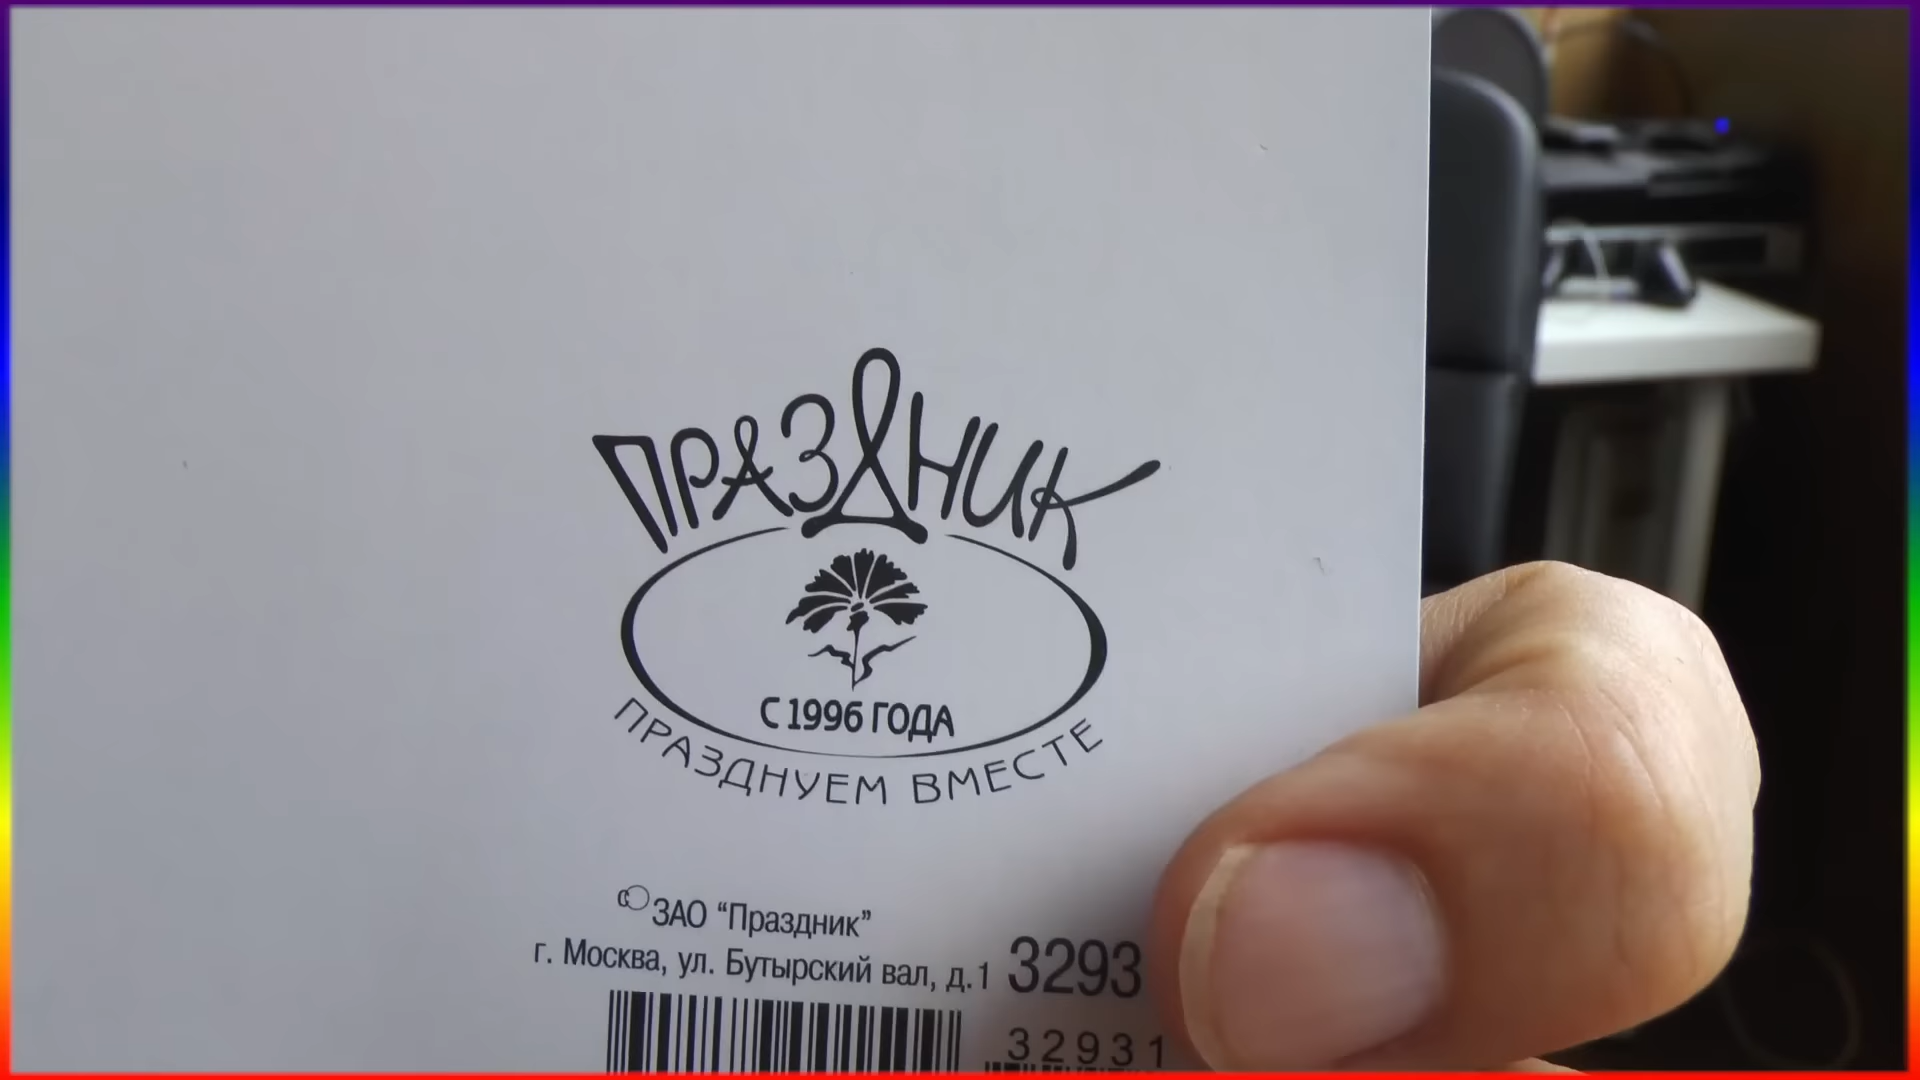 ПРАЗДНИК
С 1996 ГОДА
ПРАЗДНУЕМ ВМЕСТЕ
© ЗАО “Праздник”
г. Москва, ул. Бутырский вал, д.1
3293
32931